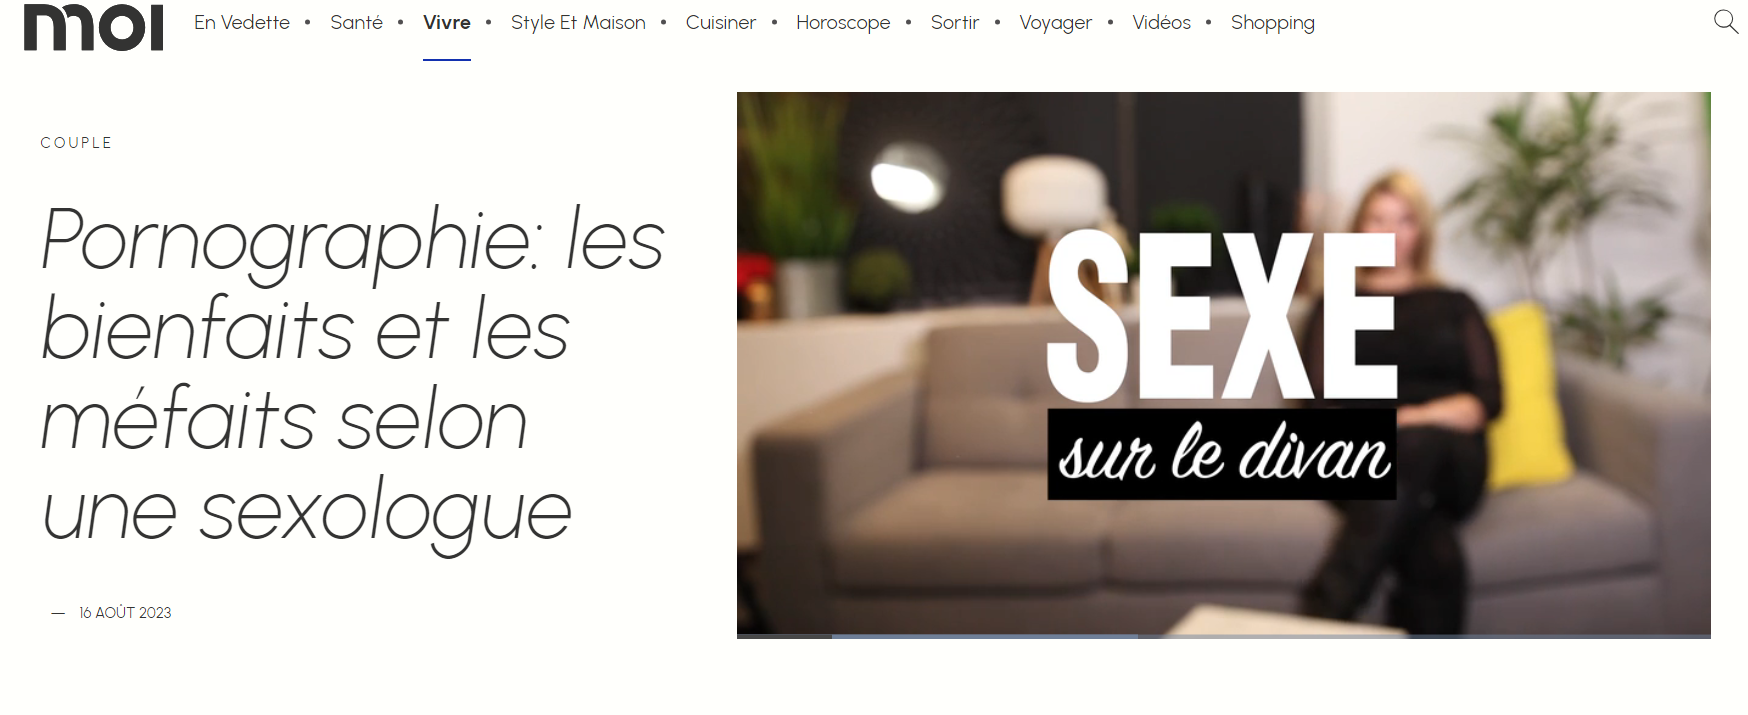 moi En Vedette • Santé • Vivre • Style Et Maison • Cuisiner • Horoscope • Sortir • Voyager • Vidéos • Shopping
COUPLE
Pornographie: les
bienfaits et les
méfaits selon
une sexologue
— 16 AOÛT 2023
SEXE
sur le divan